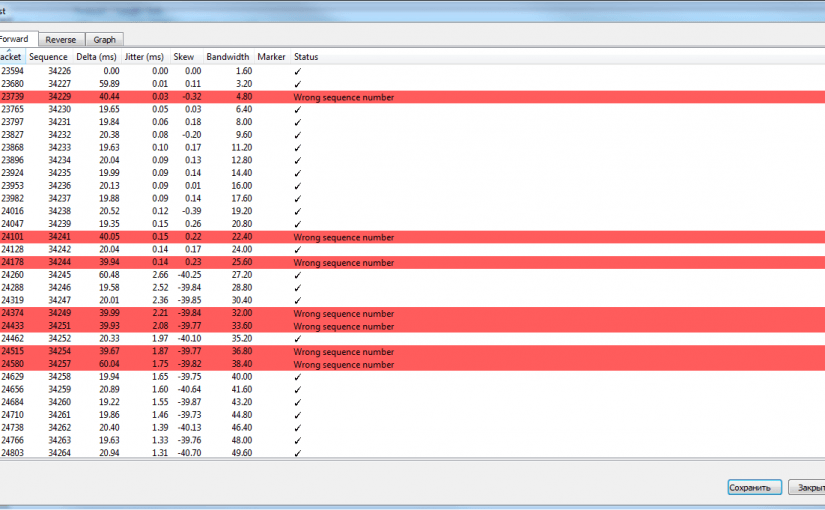 st
Forward Reverse Graph
acket Sequence Delta (ms) Jitter (ms) Skew Bandwidth Marker Status
23594 34226 0.00 0.00 0.00 1.60 ✓
23680 34227 59.89 0.01 0.11 3.20 ✓
23739 34229 40.44 0.03 -0.32 4.80 Wrong sequence number
23765 34230 19.65 0.05 0.03 6.40 ✓
23797 34231 19.84 0.06 0.18 8.00 ✓
23827 34232 20.38 0.08 -0.20 9.60 ✓
23868 34233 19.63 0.10 0.17 11.20 ✓
23896 34234 20.04 0.09 0.13 12.80 ✓
23924 34235 19.99 0.09 0.14 14.40 ✓
23953 34236 20.13 0.09 0.01 16.00 ✓
23982 34237 19.88 0.09 0.14 17.60 ✓
24016 34238 20.52 0.12 -0.39 19.20 ✓
24047 34239 19.35 0.15 0.26 20.80 ✓
24101 34241 40.05 0.15 0.22 22.40 Wrong sequence number
24128 34242 20.04 0.14 0.17 24.00 ✓
24178 34244 39.94 0.14 0.23 25.60 Wrong sequence number
24260 34245 60.48 2.66 -40.25 27.20 ✓
24288 34246 19.58 2.52 -39.84 28.80 ✓
24319 34247 20.01 2.36 -39.85 30.40 ✓
24374 34249 39.99 2.21 -39.84 32.00 Wrong sequence number
24433 34251 39.93 2.08 -39.77 33.60 Wrong sequence number
24462 34252 20.33 1.97 -40.10 35.20 ✓
24515 34254 39.67 1.87 -39.77 36.80 Wrong sequence number
24580 34257 60.04 1.75 -39.82 38.40 Wrong sequence number
24629 34258 19.94 1.65 -39.75 40.00 ✓
24656 34259 20.89 1.60 -40.64 41.60 ✓
24684 34260 19.22 1.55 -39.87 43.20 ✓
24710 34261 19.86 1.46 -39.73 44.80 ✓
24738 34262 20.40 1.39 -40.13 46.40 ✓
24766 34263 19.63 1.33 -39.76 48.00 ✓
24803 34264 20.94 1.31 -40.70 49.60 ✓
Сохранить Закрыт